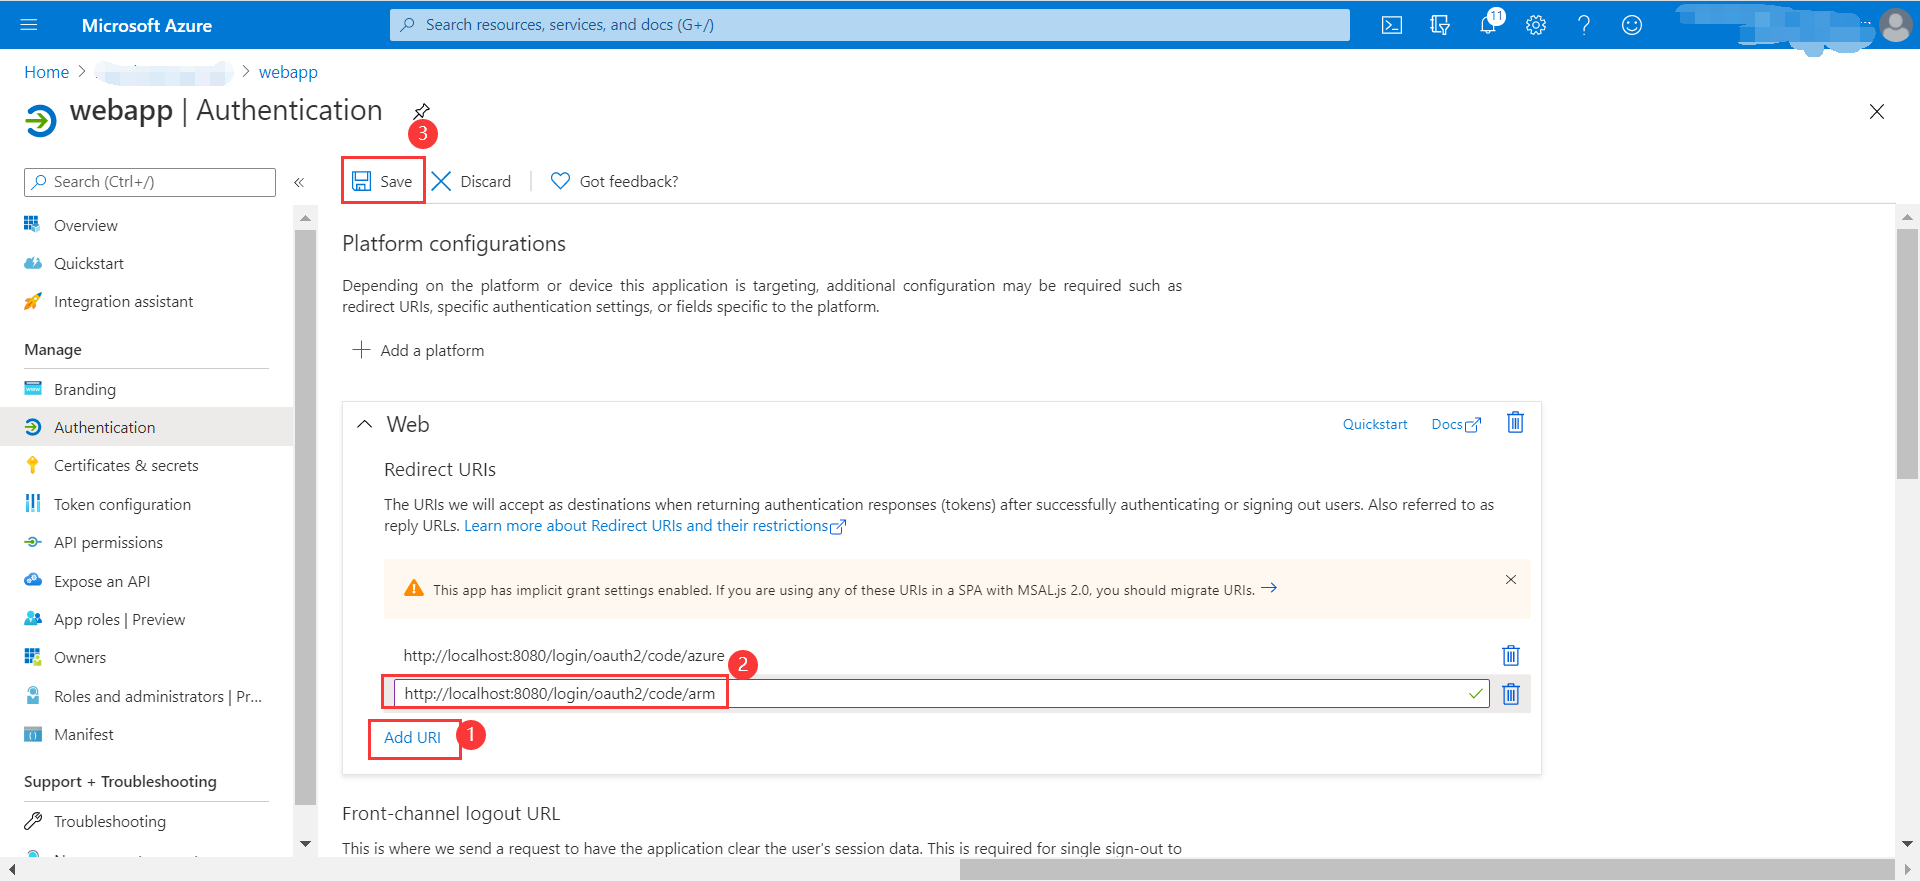 Microsoft Azure
Search resources, services, and docs (G+/)
11
Home > > webapp
webapp | Authentication
3
Search (Ctrl+/)
«
Save
Discard
Got feedback?
Overview
Quickstart
Integration assistant
Manage
Branding
Authentication
Certificates & secrets
Token configuration
API permissions
Expose an API
App roles | Preview
Owners
Roles and administrators | Pr...
Manifest
Support + Troubleshooting
Troubleshooting
Platform configurations
Depending on the platform or device this application is targeting, additional configuration may be required such as
redirect URIs, specific authentication settings, or fields specific to the platform.
Add a platform
Web
Quickstart
Docs
Redirect URIs
The URIs we will accept as destinations when returning authentication responses (tokens) after successfully authenticating or signing out users. Also referred to as
reply URLs. Learn more about Redirect URIs and their restrictions
This app has implicit grant settings enabled. If you are using any of these URIs in a SPA with MSAL.js 2.0, you should migrate URIs.
http://localhost:8080/login/oauth2/code/azure
2
http://localhost:8080/login/oauth2/code/arm
Add URI
1
Front-channel logout URL
This is where we send a request to have the application clear the user's session data. This is required for single sign-out to